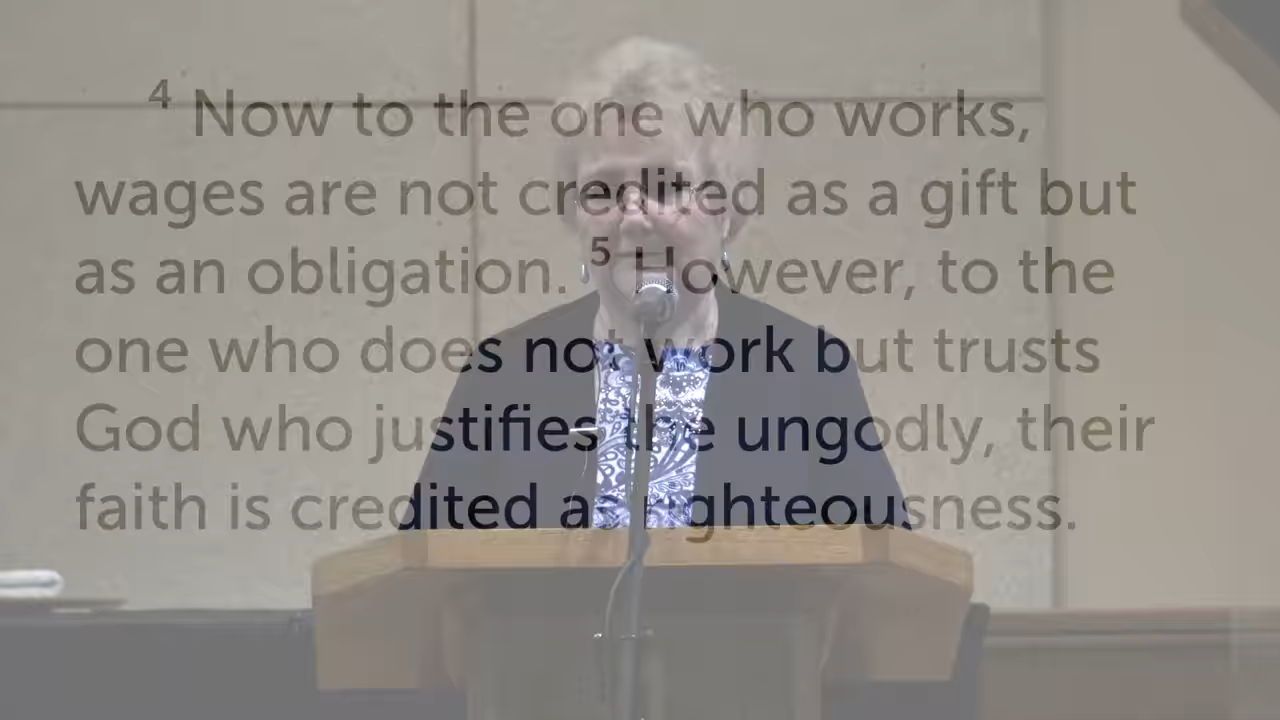 4 Now to the one who works,
wages are not credited as a gift but
as an obligation. 5 However, to the
one who does not work but trusts
God who justifies the ungodly, their
faith is credited as righteousness.